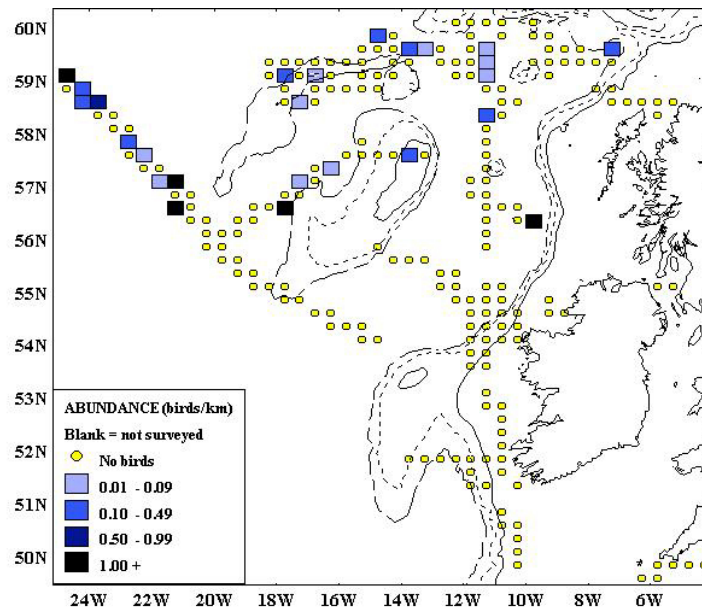 60N
59N
58N
57N
56N
55N
54N
53N
52N
51N
50N
ABUNDANCE (birds/km)
Blank = not surveyed
No birds
0.01 - 0.09
0.10 - 0.49
0.50 - 0.99
1.00 +
24W 22W 20W 18W 16W 14W 12W 10W 8W 6W